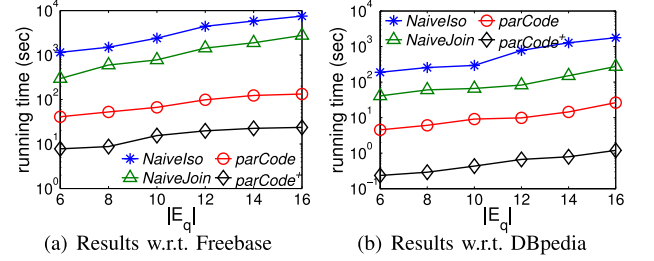 running time (sec)
10^4
10^3
10^2
10^1
10^0
NaiveIso
parCode
NaiveJoin
parCode^+
6 8 10 12 14 16
|E_q|
(a) Results w.r.t. Freebase
running time (sec)
10^4
10^3
10^2
10^1
10^0
10^-1
NaiveIso
parCode
NaiveJoin
parCode^+
6 8 10 12 14 16
|E_q|
(b) Results w.r.t. DBpedia